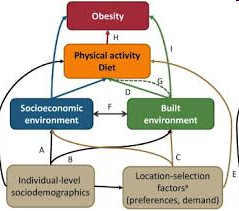 Obesity
H
I
Physical activity
Diet
G
D
Socioeconomic
environment
F
Built
environment
A
B
C
E
Individual-level
sociodemographics
Location-selection
factorsª
(preferences, demand)